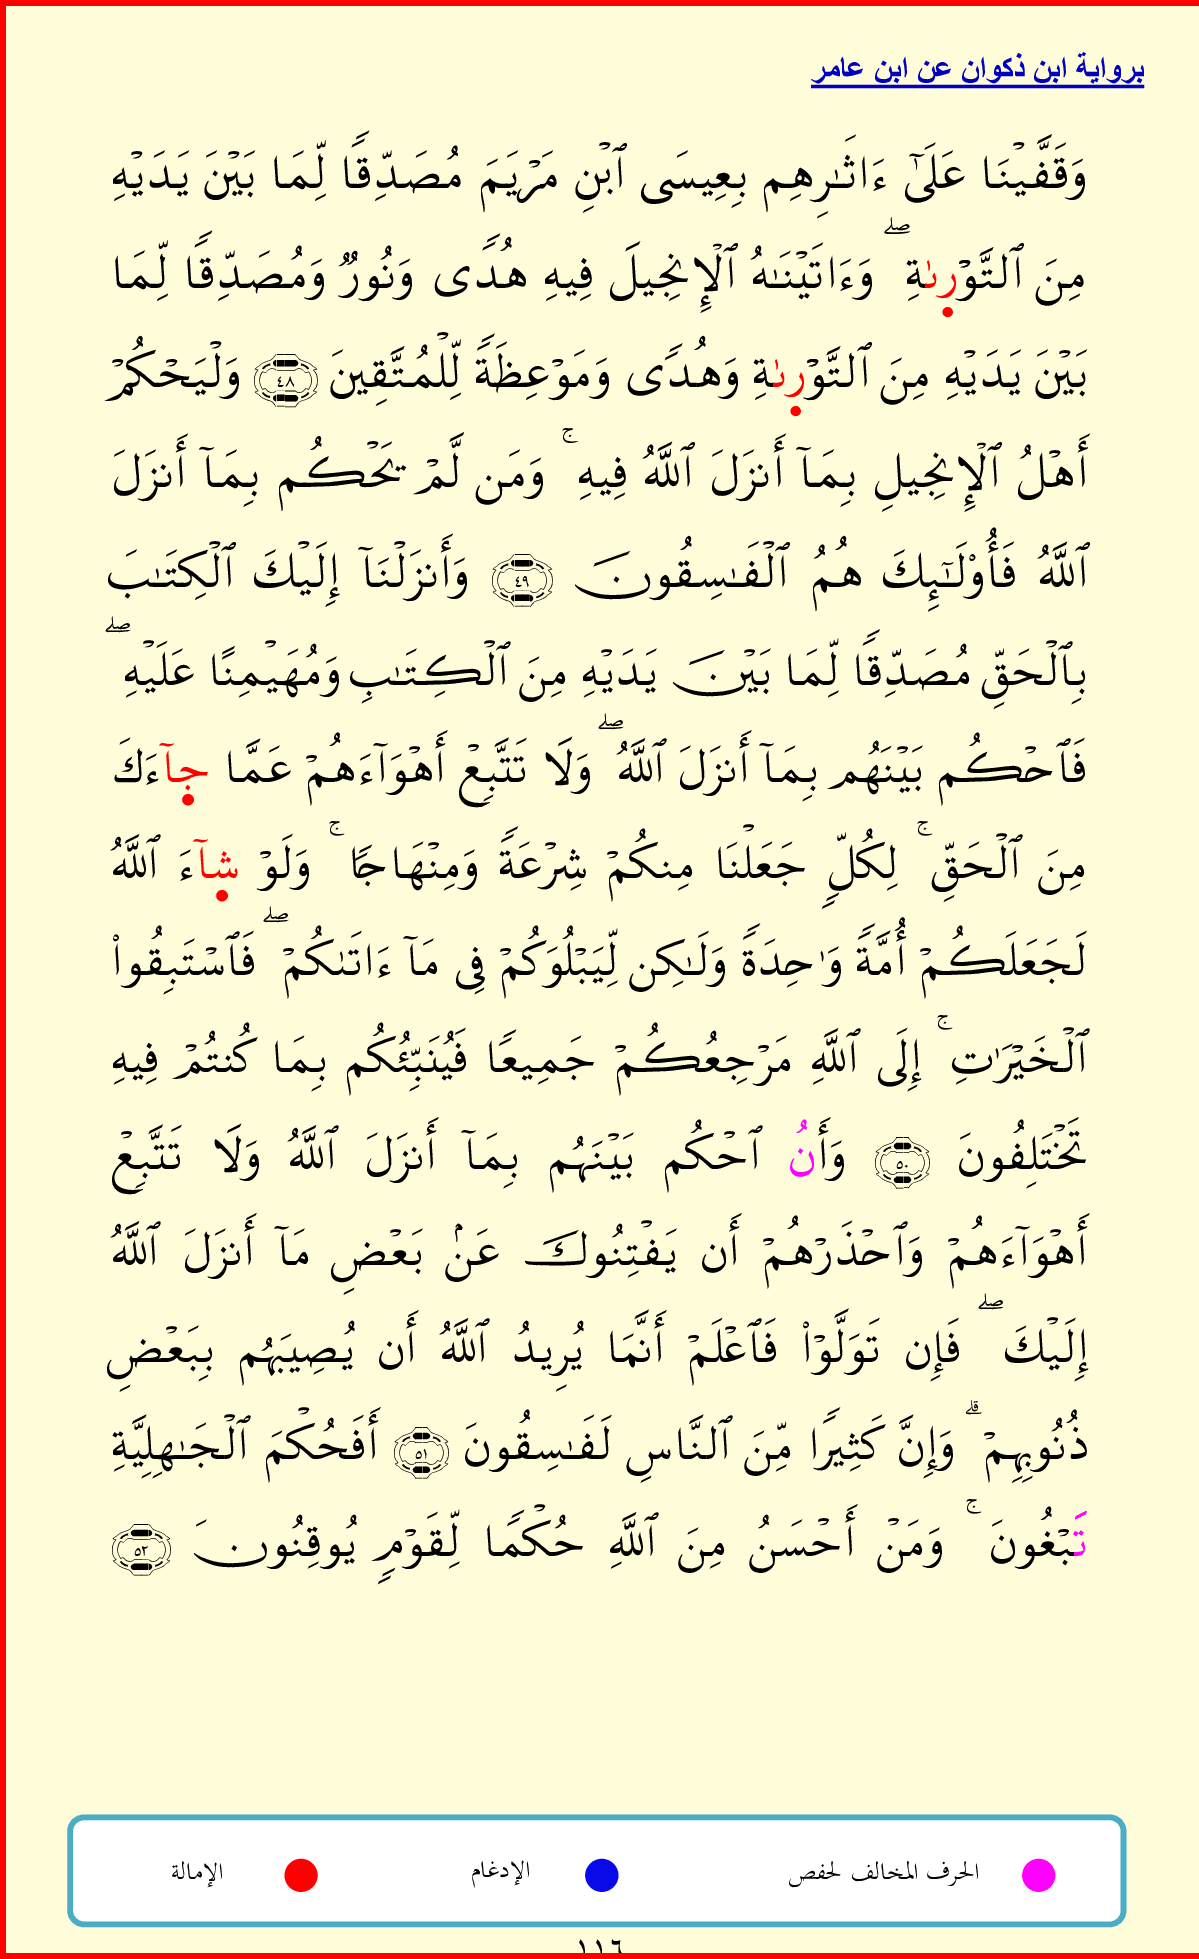 برواية ابن ذكوان عن ابن عامر
وَقَفَّيۡنَا عَلَىٰٓ ءَاثَٰرِهِم بِعِيسَى ٱبۡنِ مَرۡيَمَ مُصَدِّقٗا لِّمَا بَيۡنَ يَدَيۡهِ
مِنَ ٱلتَّوۡرىٰةِۖ وَءَاتَيۡنَٰهُ ٱلۡإِنجِيلَ فِيهِ هُدٗى وَنُورٞ وَمُصَدِّقٗا لِّمَا
بَيۡنَ يَدَيۡهِ مِنَ ٱلتَّوۡرىٰةِ وَهُدٗى وَمَوۡعِظَةٗ لِّلۡمُتَّقِينَ ٤٨ وَلۡيَحۡكُمۡ
أَهۡلُ ٱلۡإِنجِيلِ بِمَآ أَنزَلَ ٱللَّهُ فِيهِۚ وَمَن لَّمۡ يَحۡكُم بِمَآ أَنزَلَ
ٱللَّهُ فَأُوْلَٰٓئِكَ هُمُ ٱلۡفَٰسِقُونَ ٤٩ وَأَنزَلۡنَآ إِلَيۡكَ ٱلۡكِتَٰبَ
بِٱلۡحَقِّ مُصَدِّقٗا لِّمَا بَيۡنَ يَدَيۡهِ مِنَ ٱلۡكِتَٰبِ وَمُهَيۡمِنًا عَلَيۡهِۖ
فَٱحۡكُم بَيۡنَهُم بِمَآ أَنزَلَ ٱللَّهُۖ وَلَا تَتَّبِعۡ أَهۡوَآءَهُمۡ عَمَّا جآءَكَ
مِنَ ٱلۡحَقِّۚ لِكُلّٖ جَعَلۡنَا مِنكُمۡ شِرۡعَةٗ وَمِنۡهَاجٗاۚ وَلَوۡ شآءَ ٱللَّهُ
لَجَعَلَكُمۡ أُمَّةٗ وَٰحِدَةٗ وَلَٰكِن لِّيَبۡلُوَكُمۡ فِي مَآ ءَاتَىٰكُمۡۖ فَٱسۡتَبِقُواْ
ٱلۡخَيۡرَٰتِۚ إِلَى ٱللَّهِ مَرۡجِعُكُمۡ جَمِيعٗا فَيُنَبِّئُكُم بِمَا كُنتُمۡ فِيهِ
تَخۡتَلِفُونَ ٥٠ وَأَنُ ٱحۡكُم بَيۡنَهُم بِمَآ أَنزَلَ ٱللَّهُ وَلَا تَتَّبِعۡ
أَهۡوَآءَهُمۡ وَٱحۡذَرۡهُمۡ أَن يَفۡتِنُوكَ عَنۢ بَعۡضِ مَآ أَنزَلَ ٱللَّهُ
إِلَيۡكَۖ فَإِن تَوَلَّوۡاْ فَٱعۡلَمۡ أَنَّمَا يُرِيدُ ٱللَّهُ أَن يُصِيبَهُم بِبَعۡضِ
ذُنُوبِهِمۡۗ وَإِنَّ كَثِيرٗا مِّنَ ٱلنَّاسِ لَفَٰسِقُونَ ٥١ أَفَحُكۡمَ ٱلۡجَٰهِلِيَّةِ
تَبۡغُونَۚ وَمَنۡ أَحۡسَنُ مِنَ ٱللَّهِ حُكۡمٗا لِّقَوۡمٖ يُوقِنُونَ ٥٢
الحرف المخالف لحفص الإدغام الإمالة
١١٦